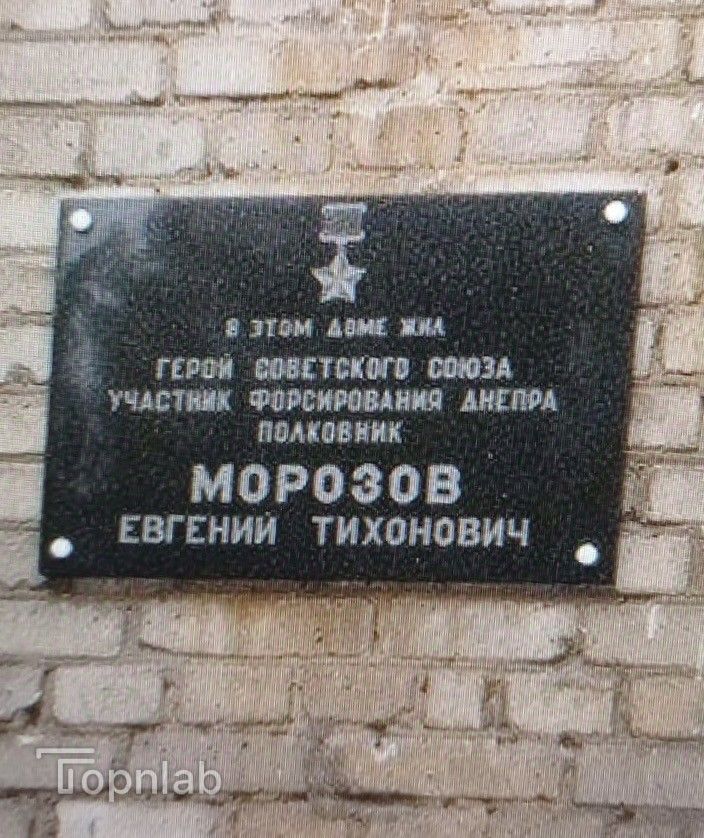 В ЭТОМ ДОМЕ ЖИЛ
ГЕРОЙ СОВЕТСКОГО СОЮЗА
УЧАСТНИК ФОРСИРОВАНИЯ ДНЕПРА
ПОЛКОВНИК
МОРОЗОВ
ЕВГЕНИЙ ТИХОНОВИЧ
Topnlab